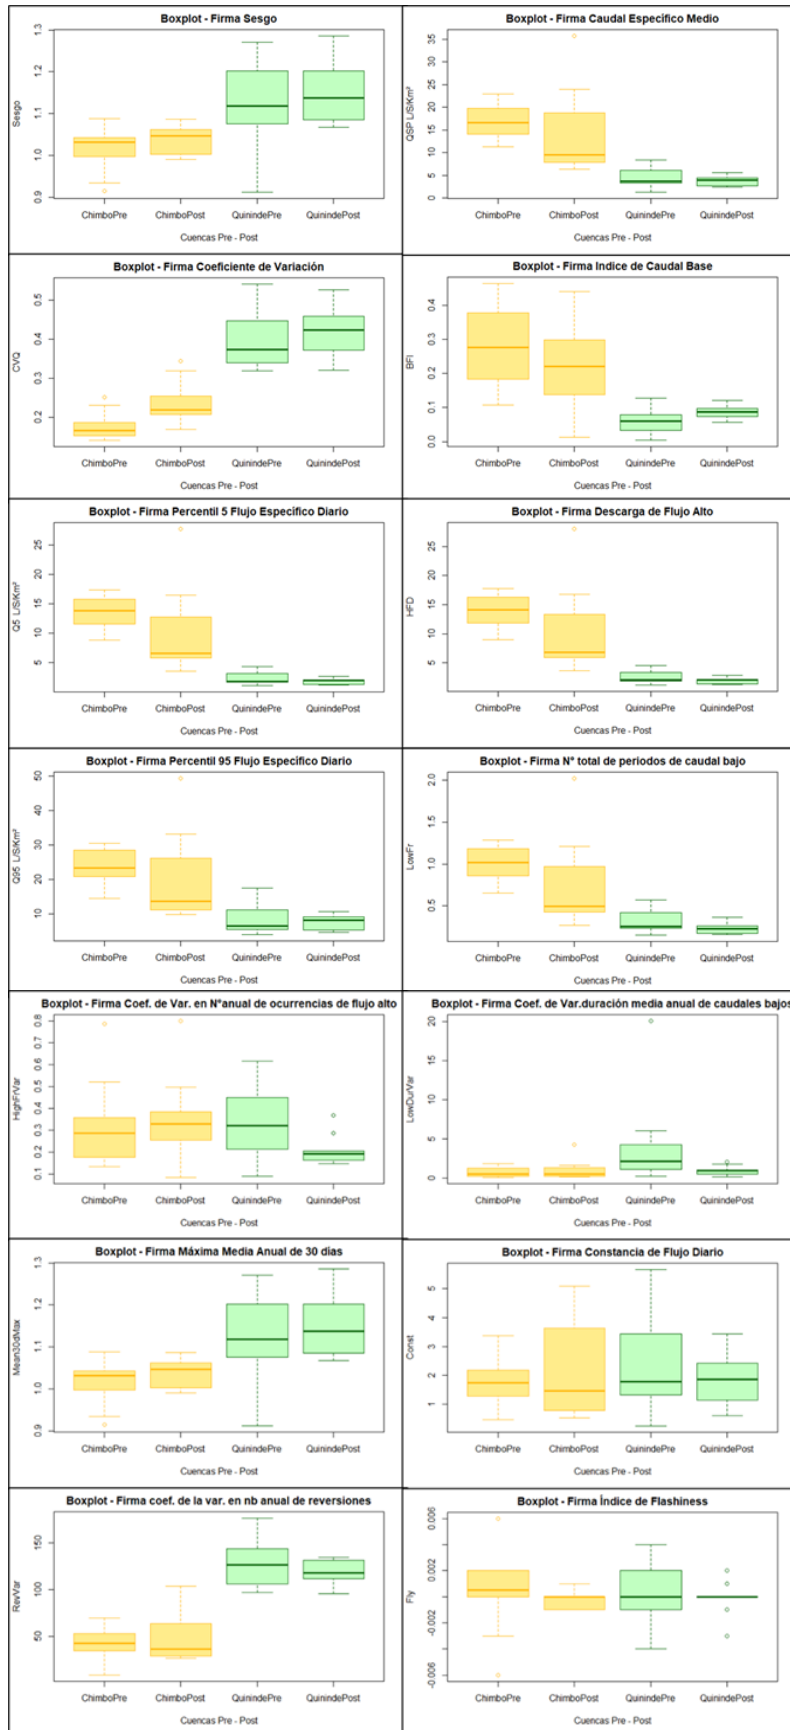 Boxplot - Firma Sesgo
Sesgo
1.3
1.2
1.1
1.0
0.9
ChimboPre ChimboPost QuinindePre QuinindePost
Cuencas Pre - Post
Boxplot - Firma Caudal Específico Medio
QSP L/S/Km²
35
30
25
20
15
10
5
0
ChimboPre ChimboPost QuinindePre QuinindePost
Cuencas Pre - Post
Boxplot - Firma Coeficiente de Variación
CVQ
0.5
0.4
0.3
0.2
ChimboPre ChimboPost QuinindePre QuinindePost
Cuencas Pre - Post
Boxplot - Firma Indice de Caudal Base
BFI
0.4
0.3
0.2
0.1
0.0
ChimboPre ChimboPost QuinindePre QuinindePost
Cuencas Pre - Post
Boxplot - Firma Percentil 5 Flujo Específico Diario
Q5 L/S/Km²
25
20
15
10
5
ChimboPre ChimboPost QuinindePre QuinindePost
Cuencas Pre - Post
Boxplot - Firma Descarga de Flujo Alto
HFD
25
20
15
10
5
ChimboPre ChimboPost QuinindePre QuinindePost
Cuencas Pre - Post
Boxplot - Firma Percentil 95 Flujo Específico Diario
Q95 L/S/Km²
50
40
30
20
10
ChimboPre ChimboPost QuinindePre QuinindePost
Cuencas Pre - Post
Boxplot - Firma N° total de periodos de caudal bajo
LowFr
2.0
1.5
1.0
0.5
ChimboPre ChimboPost QuinindePre QuinindePost
Cuencas Pre - Post
Boxplot - Firma Coef. de Var. en N°anual de ocurrencias de flujo alto
HighFrVar
0.8
0.7
0.6
0.5
0.4
0.3
0.2
0.1
ChimboPre ChimboPost QuinindePre QuinindePost
Cuencas Pre - Post
Boxplot - Firma Coef. de Var.duración media anual de caudales bajos
LowDurVar
20
15
10
5
0
ChimboPre ChimboPost QuinindePre QuinindePost
Cuencas Pre - Post
Boxplot - Firma Máxima Media Anual de 30 días
Mean30dMax
1.3
1.2
1.1
1.0
0.9
ChimboPre ChimboPost QuinindePre QuinindePost
Cuencas Pre - Post
Boxplot - Firma Constancia de Flujo Diario
Const
5
4
3
2
1
ChimboPre ChimboPost QuinindePre QuinindePost
Cuencas Pre - Post
Boxplot - Firma coef. de la var. en nb anual de reversiones
RevVar
150
100
50
ChimboPre ChimboPost QuinindePre QuinindePost
Cuencas Pre - Post
Boxplot - Firma Índice de Flashiness
Fly
0.006
0.002
-0.002
-0.006
ChimboPre ChimboPost QuinindePre QuinindePost
Cuencas Pre - Post